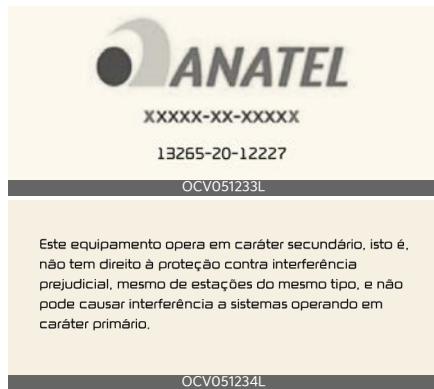 ANATEL
XXXXX-XX-XXXXX
13265-20-12227
OCV051233L
Este equipamento opera em caráter secundário, isto é,
não tem direito à proteção contra interferência
prejudicial, mesmo de estações do mesmo tipo, e não
pode causar interferência a sistemas operando em
caráter primário.
OCV051234L